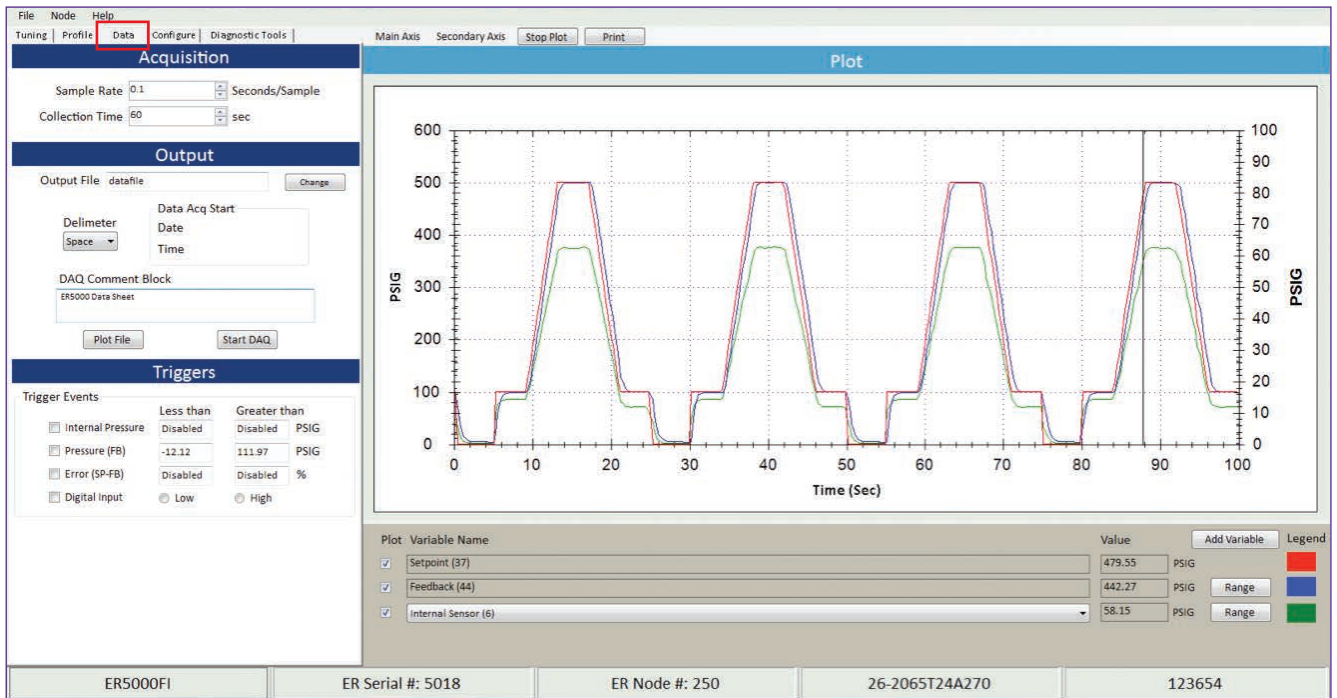 File Node Help
Tuning Profile Data Configure Diagnostic Tools
Main Axis Secondary Axis Stop Plot Print
Acquisition
Sample Rate 0.1 Seconds/Sample
Collection Time 60 sec
Output
Output File datafile Change
Delimeter
Space
Data Acq Start
Date
Time
DAQ Comment Block
ER5000 Data Sheet
Plot File Start DAQ
Triggers
Trigger Events
Less than Greater than
Internal Pressure Disabled Disabled PSIG
Pressure (FB) -12.12 111.97 PSIG
Error (SP-FB) Disabled Disabled %
Digital Input Low High
Plot
PSIG
600
500
400
300
200
100
0
0 10 20 30 40 50 60 70 80 90 100
Time (Sec)
100
90
80
70
60
50
40
30
20
10
0
PSIG
Plot Variable Name Value Add Variable Legend
Setpoint (37) 479.55 PSIG
Feedback (44) 442.27 PSIG Range
Internal Sensor (6) 58.15 PSIG Range
ER5000FI ER Serial #: 5018 ER Node #: 250 26-2065T24A270 123654